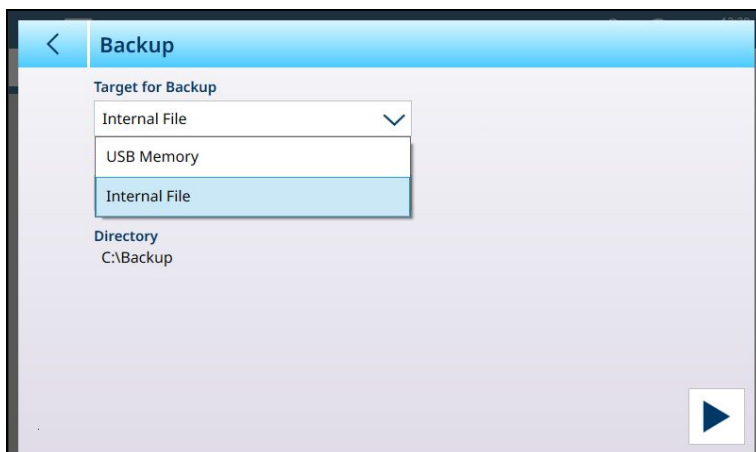 Backup
Target for Backup
Internal File
USB Memory
Internal File
Directory
C:\Backup